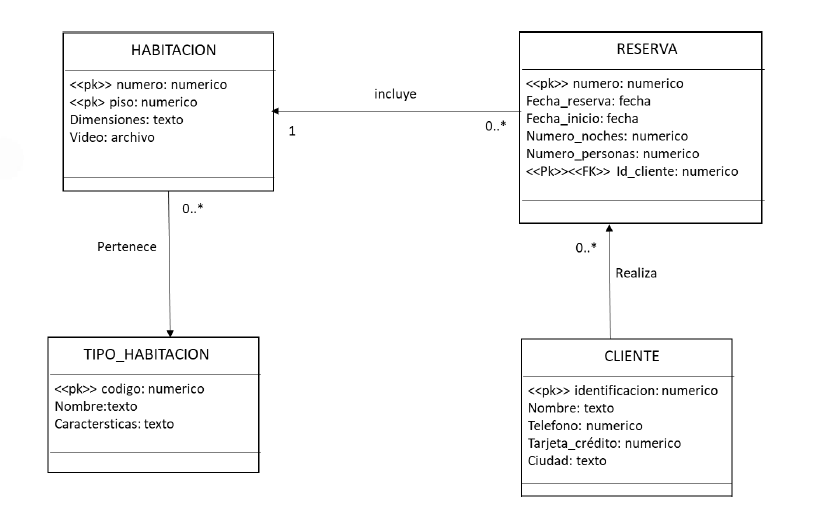 HABITACION
<<pk>> numero: numerico
<<pk> piso: numerico
Dimensiones: texto
Video: archivo
incluye
1
0..*
RESERVA
<<pk>> numero: numerico
Fecha_reserva: fecha
Fecha_inicio: fecha
Numero_noches: numerico
Numero_personas: numerico
<<Pk>><<FK>> Id_cliente: numerico
0..*
Pertenece
0..*
Realiza
TIPO_HABITACION
<<pk>> codigo: numerico
Nombre:texto
Caractersticas: texto
CLIENTE
<<pk>> identificacion: numerico
Nombre: texto
Telefono: numerico
Tarjeta_crédito: numerico
Ciudad: texto